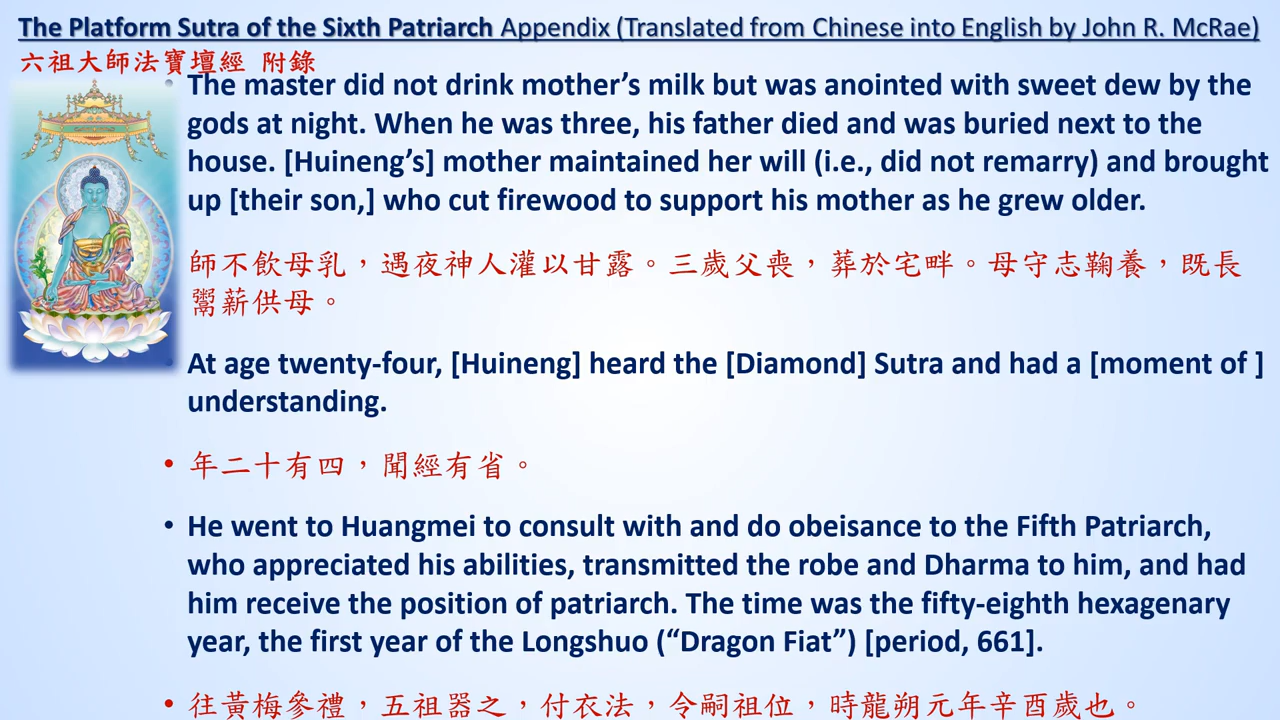 The Platform Sutra of the Sixth Patriarch Appendix (Translated from Chinese into English by John R. McRae)
六祖大師法寶壇經 附錄
• The master did not drink mother’s milk but was anointed with sweet dew by the
gods at night. When he was three, his father died and was buried next to the
house. [Huineng’s] mother maintained her will (i.e., did not remarry) and brought
up [their son,] who cut firewood to support his mother as he grew older.
師不飲母乳，遇夜神人灌以甘露。三歲父喪，葬於宅畔。母守志鞠養，既長
鬻薪供母。
• At age twenty-four, [Huineng] heard the [Diamond] Sutra and had a [moment of ]
understanding.
• 年二十有四，聞經有省。
• He went to Huangmei to consult with and do obeisance to the Fifth Patriarch,
who appreciated his abilities, transmitted the robe and Dharma to him, and had
him receive the position of patriarch. The time was the fifty-eighth hexagenary
year, the first year of the Longshuo (“Dragon Fiat”) [period, 661].
• 往黃梅參禮，五祖器之，付衣法，令嗣祖位，時龍朔元年辛酉歲也。